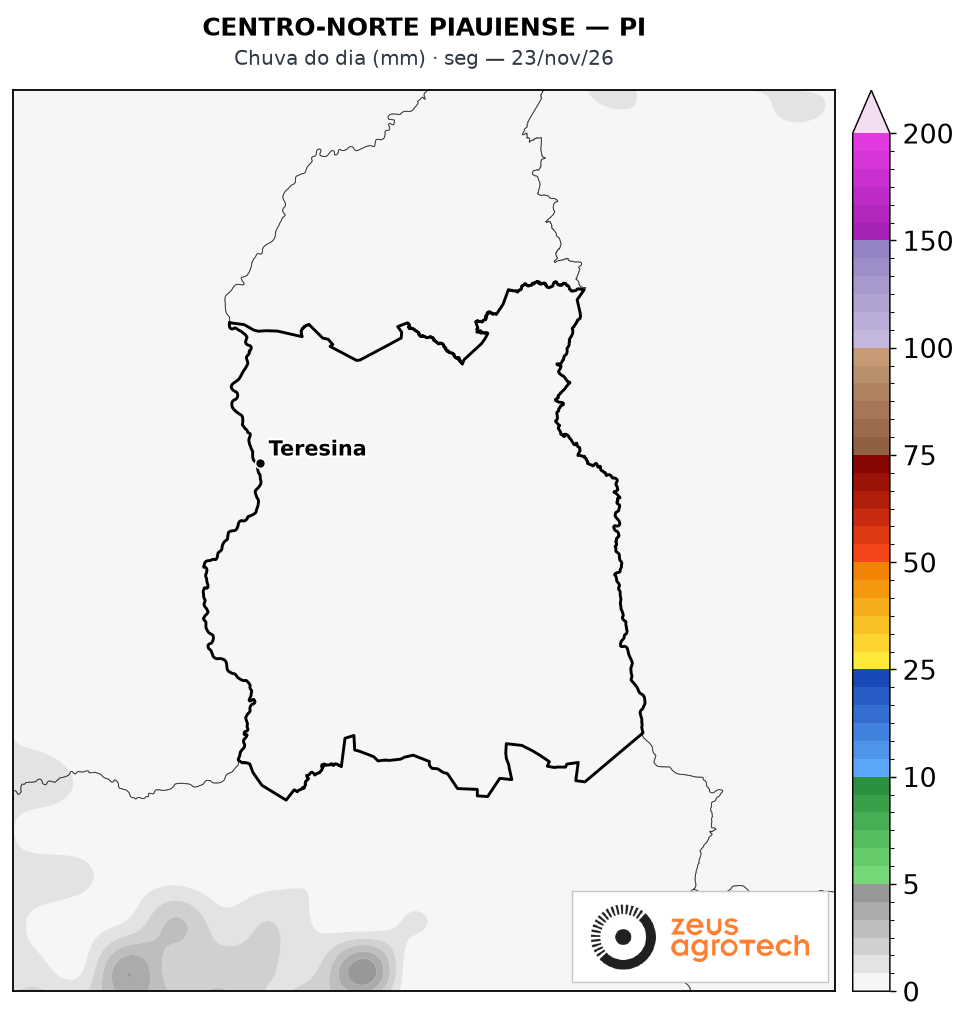 CENTRO-NORTE PIAUIENSE — PI
Chuva do dia (mm) · seg — 23/nov/26
Teresina
200
150
100
75
50
25
10
5
0
zeus
agrotech